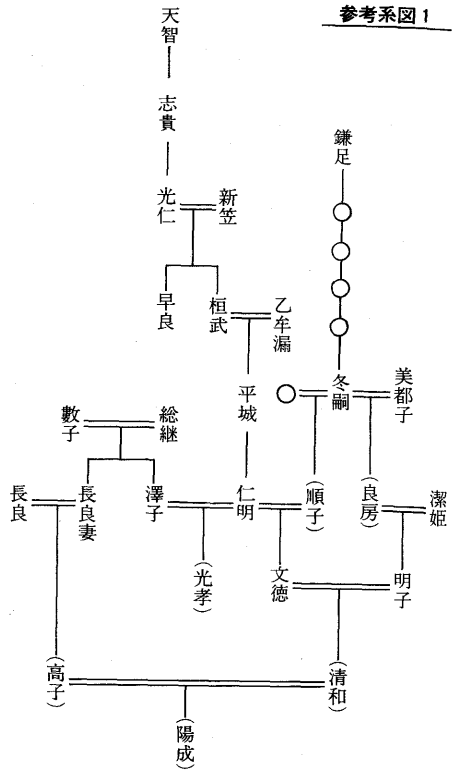 参考系図1
天智
志貴
鎌足
光仁
新笠
早良
桓武
乙牟漏
平城
冬嗣
美都子
數子
総継
長良
長良妻
澤子
仁明
(順子)
(良房)
潔姫
(光孝)
文徳
明子
(高子)
(清和)
(陽成)